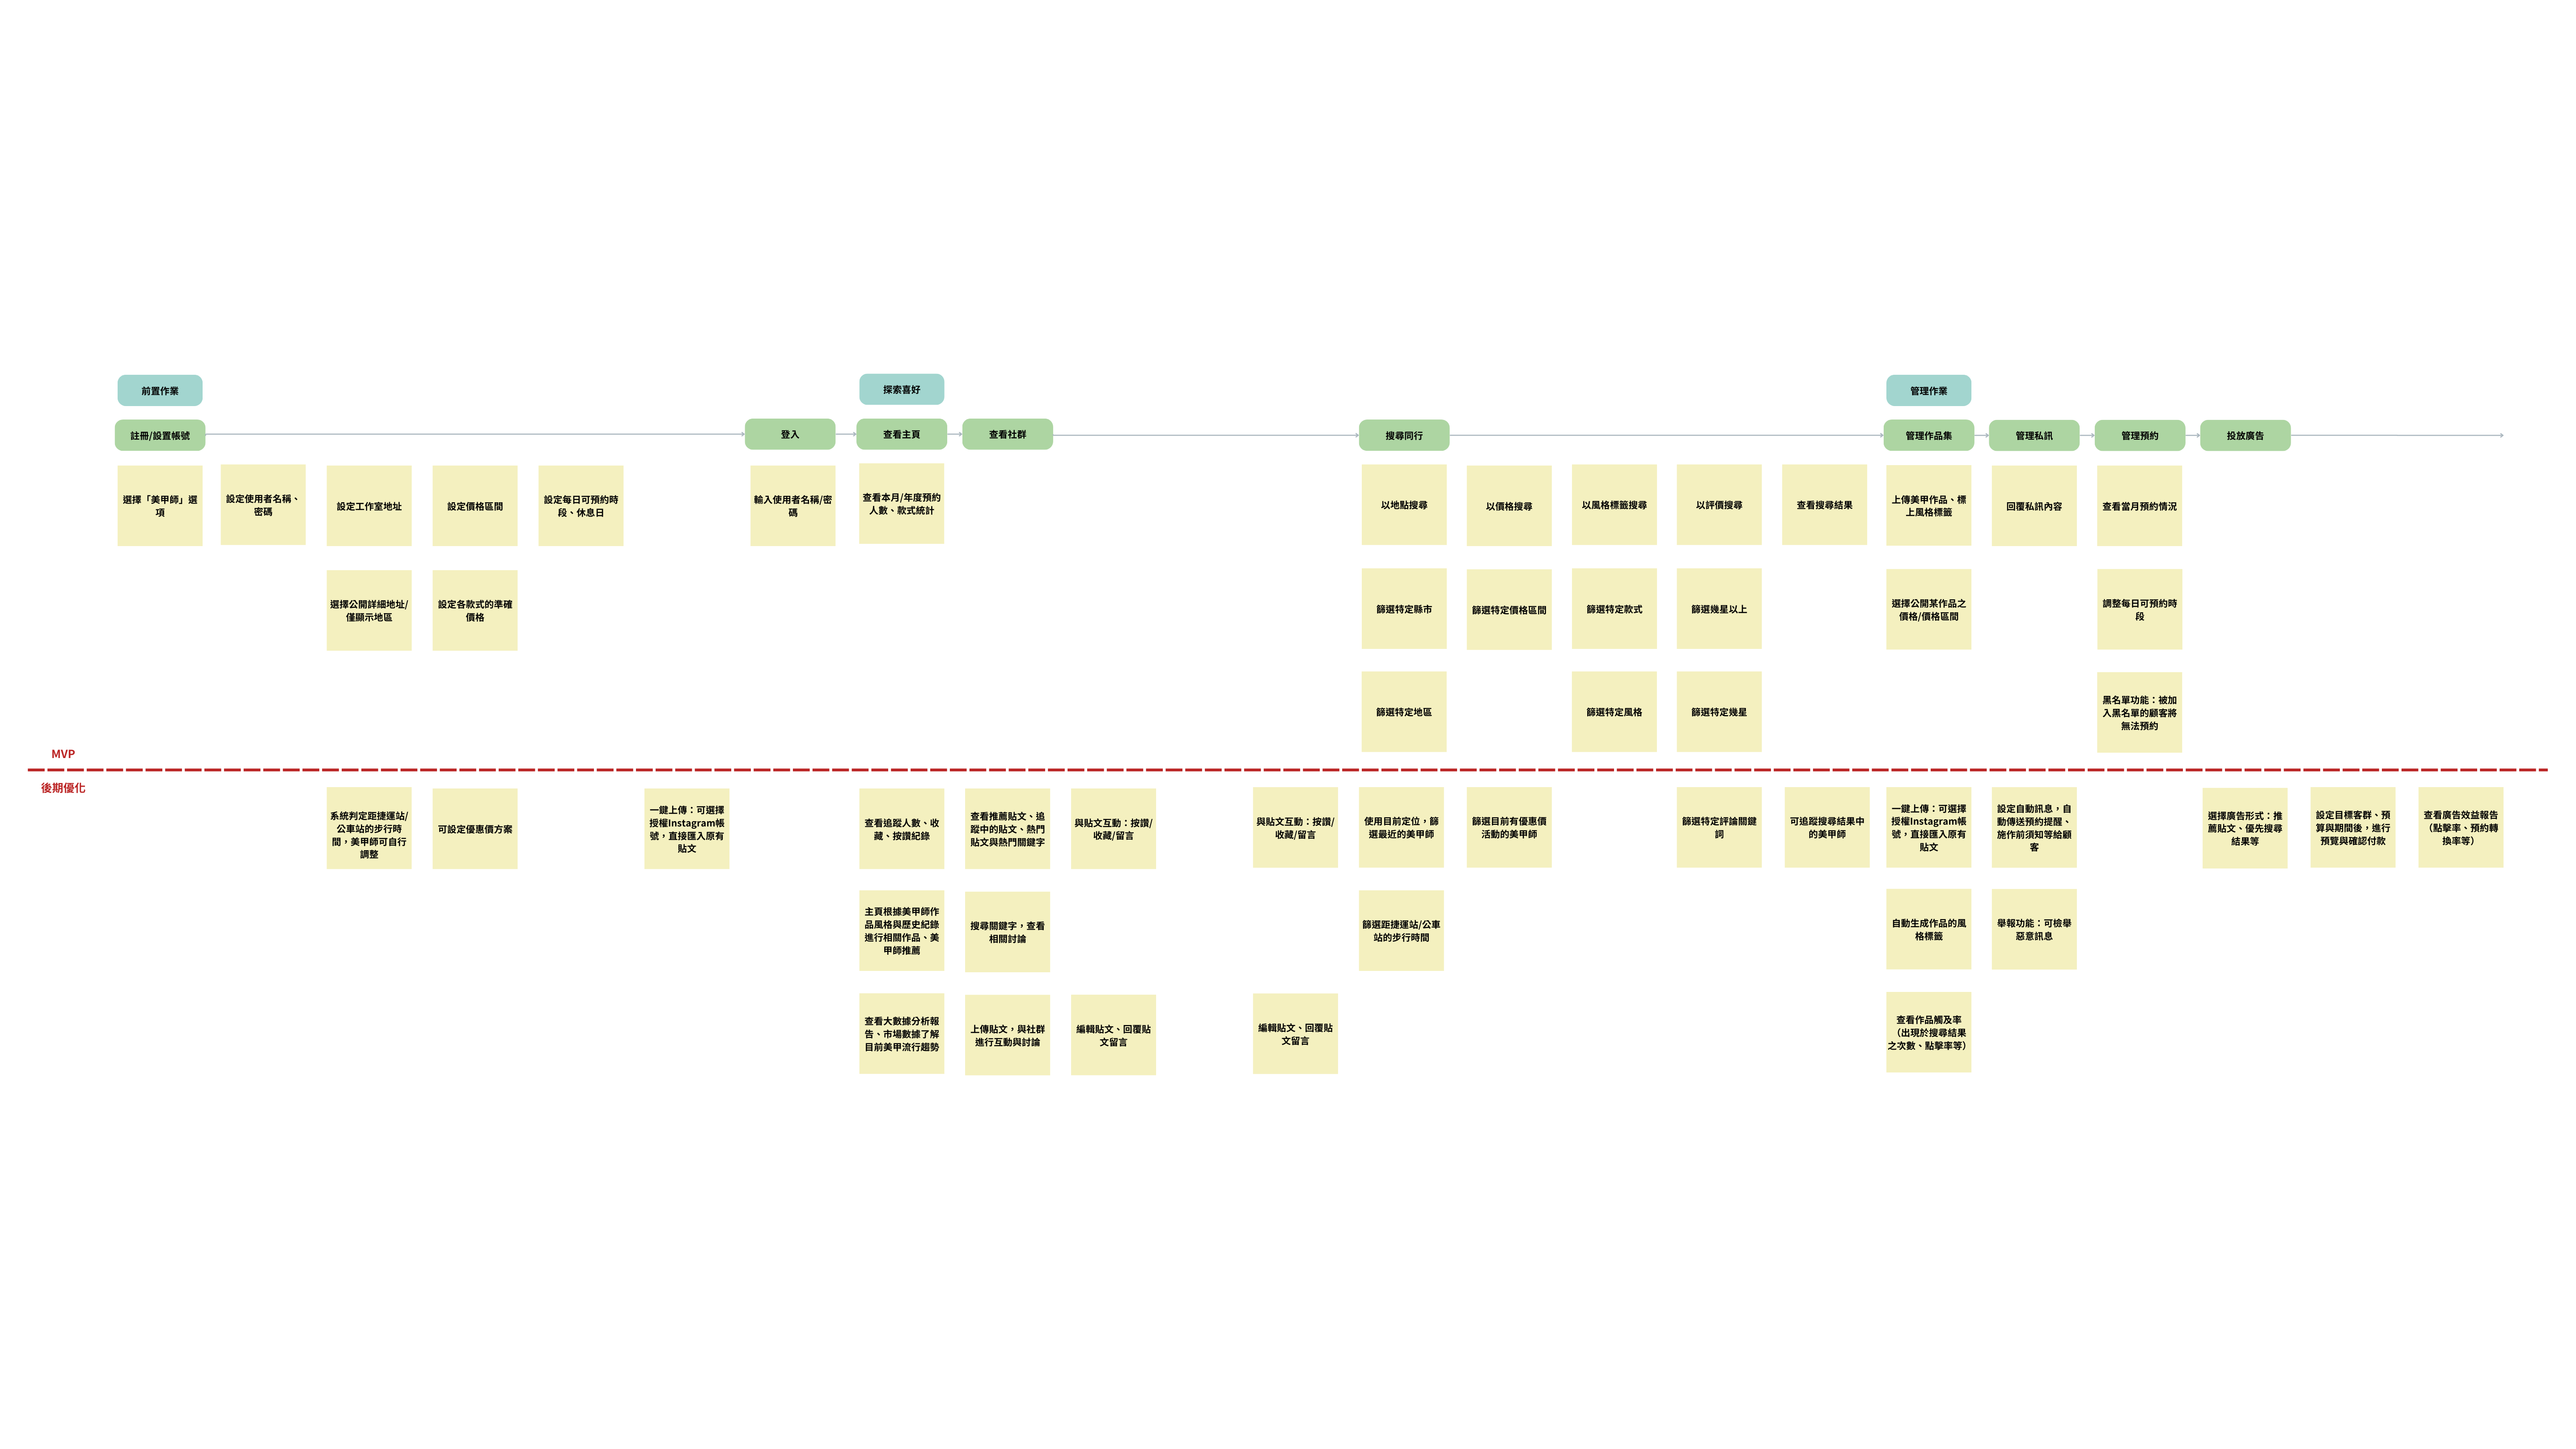 前置作業
探索喜好
管理作業
註冊/設置帳號
登入
查看主頁
查看社群
搜尋同行
管理作品集
管理私訊
管理預約
投放廣告
選擇「美甲師」選
項
設定使用者名稱、
密碼
設定工作室地址
設定價格區間
設定每日可預約時
段、休息日
輸入使用者名稱/密
碼
查看本月/年度預約
人數、款式統計
以地點搜尋
以價格搜尋
以風格標籤搜尋
以評價搜尋
查看搜尋結果
上傳美甲作品、標
上風格標籤
回覆私訊內容
查看當月預約情況
選擇公開詳細地址/
僅顯示地區
設定各款式的準確
價格
篩選特定縣市
篩選特定價格區間
篩選特定款式
篩選幾星以上
選擇公開某作品之
價格/價格區間
調整每日可預約時
段
篩選特定地區
篩選特定風格
篩選特定幾星
黑名單功能：被加
入黑名單的顧客將
無法預約
MVP
後期優化
系統判定距捷運站/
公車站的步行時
間，美甲師可自行
調整
可設定優惠價方案
一鍵上傳：可選擇
授權Instagram帳
號，直接匯入原有
貼文
查看追蹤人數、收
藏、按讚紀錄
查看推薦貼文、追
蹤中的貼文、熱門
貼文與熱門關鍵字
與貼文互動：按讚/
收藏/留言
與貼文互動：按讚/
收藏/留言
使用目前定位，篩
選最近的美甲師
篩選目前有優惠價
活動的美甲師
篩選特定評論關鍵
詞
可追蹤搜尋結果中
的美甲師
一鍵上傳：可選擇
授權Instagram帳
號，直接匯入原有
貼文
設定自動訊息，自
動傳送預約提醒、
施作前須知等給顧
客
選擇廣告形式：推
薦貼文、優先搜尋
結果等
設定目標客群、預
算與期間後，進行
預覽與確認付款
查看廣告效益報告
（點擊率、預約轉
換率等）
主頁根據美甲師作
品風格與歷史紀錄
進行相關作品、美
甲師推薦
搜尋關鍵字，查看
相關討論
篩選距捷運站/公車
站的步行時間
自動生成作品的風
格標籤
舉報功能：可檢舉
惡意訊息
查看大數據分析報
告、市場數據了解
目前美甲流行趨勢
上傳貼文，與社群
進行互動與討論
編輯貼文、回覆貼
文留言
編輯貼文、回覆貼
文留言
查看作品觸及率
（出現於搜尋結果
之次數、點擊率等）